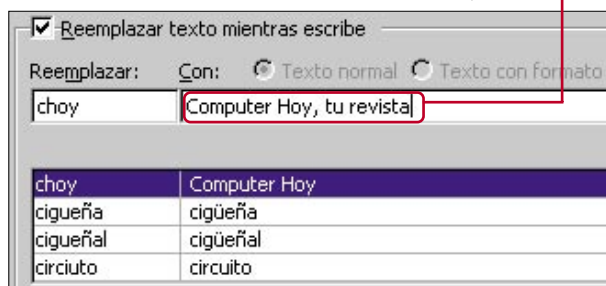 Reemplazar texto mientras escribe
Reemplazar: Con: Texto normal Texto con formato
choy Computer Hoy, tu revista
choy Computer Hoy
cigueña cigüeña
cigueñal cigüeñal
circiuto circuito